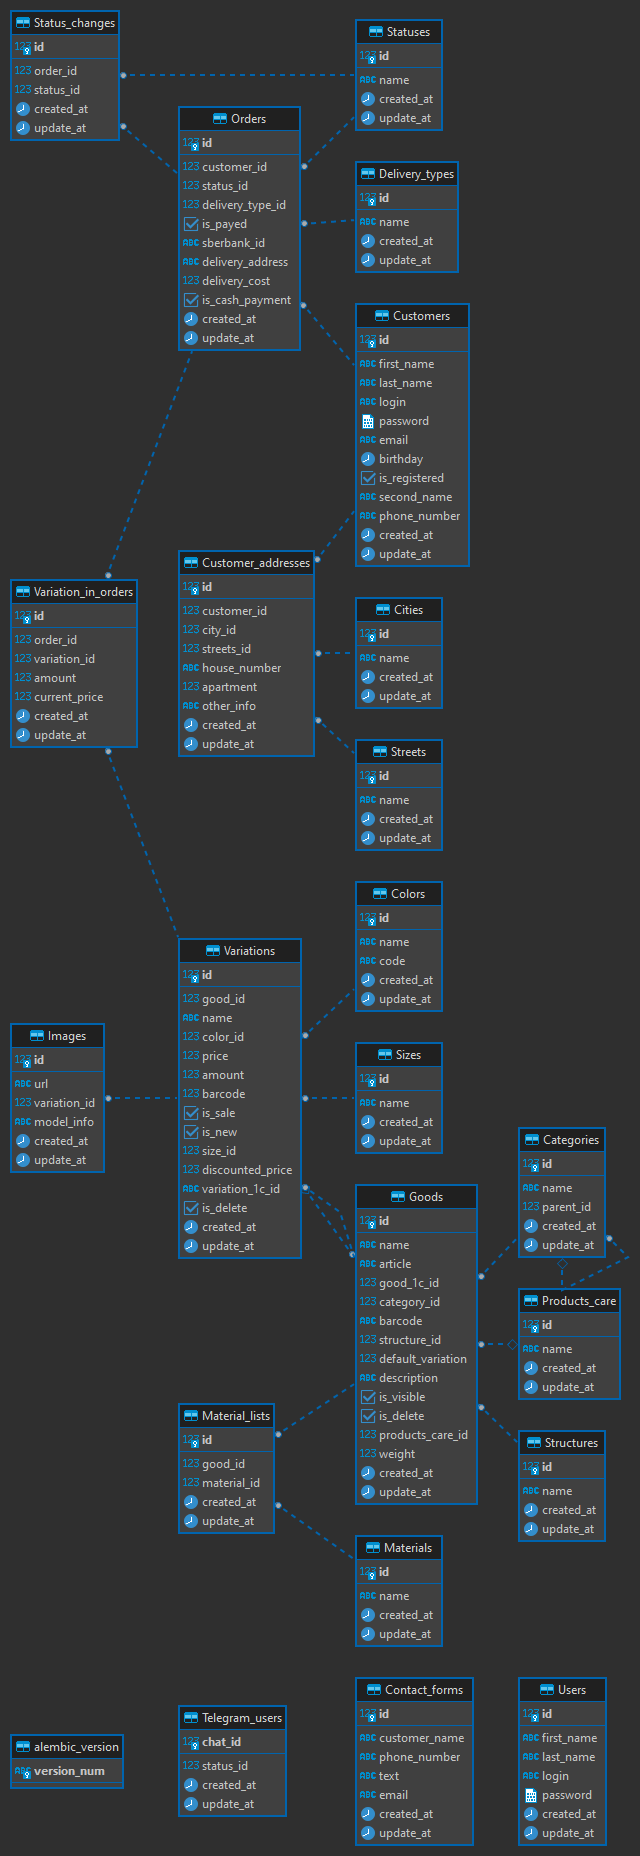 Status_changes
123 id
123 order_id
123 status_id
created_at
update_at
Statuses
123 id
ABC name
created_at
update_at
Orders
123 id
123 customer_id
123 status_id
123 delivery_type_id
is_payed
ABC sberbank_id
ABC delivery_address
123 delivery_cost
is_cash_payment
created_at
update_at
Delivery_types
123 id
ABC name
created_at
update_at
Customers
123 id
ABC first_name
ABC last_name
ABC login
password
ABC email
birthday
is_registered
ABC second_name
ABC phone_number
created_at
update_at
Customer_addresses
123 id
123 customer_id
123 city_id
123 streets_id
ABC house_number
123 apartment
ABC other_info
created_at
update_at
Variation_in_orders
123 id
123 order_id
123 variation_id
123 amount
123 current_price
created_at
update_at
Cities
123 id
ABC name
created_at
update_at
Streets
123 id
ABC name
created_at
update_at
Colors
123 id
ABC name
ABC code
created_at
update_at
Variations
123 id
123 good_id
ABC name
123 color_id
123 price
123 amount
123 barcode
is_sale
is_new
123 size_id
123 discounted_price
ABC variation_1c_id
is_delete
created_at
update_at
Images
123 id
ABC url
123 variation_id
ABC model_info
created_at
update_at
Sizes
123 id
ABC name
created_at
update_at
Categories
123 id
ABC name
123 parent_id
created_at
update_at
Goods
123 id
ABC name
ABC article
123 good_1c_id
123 category_id
ABC barcode
123 structure_id
123 default_variation
ABC description
is_visible
is_delete
123 products_care_id
123 weight
created_at
update_at
Products_care
123 id
ABC name
created_at
update_at
Material_lists
123 id
123 good_id
123 material_id
created_at
update_at
Structures
123 id
ABC name
created_at
update_at
Materials
123 id
ABC name
created_at
update_at
Contact_forms
123 id
ABC customer_name
ABC phone_number
ABC text
ABC email
created_at
update_at
Users
123 id
ABC first_name
ABC last_name
ABC login
password
created_at
update_at
Telegram_users
123 chat_id
123 status_id
created_at
update_at
alembic_version
ABC version_num